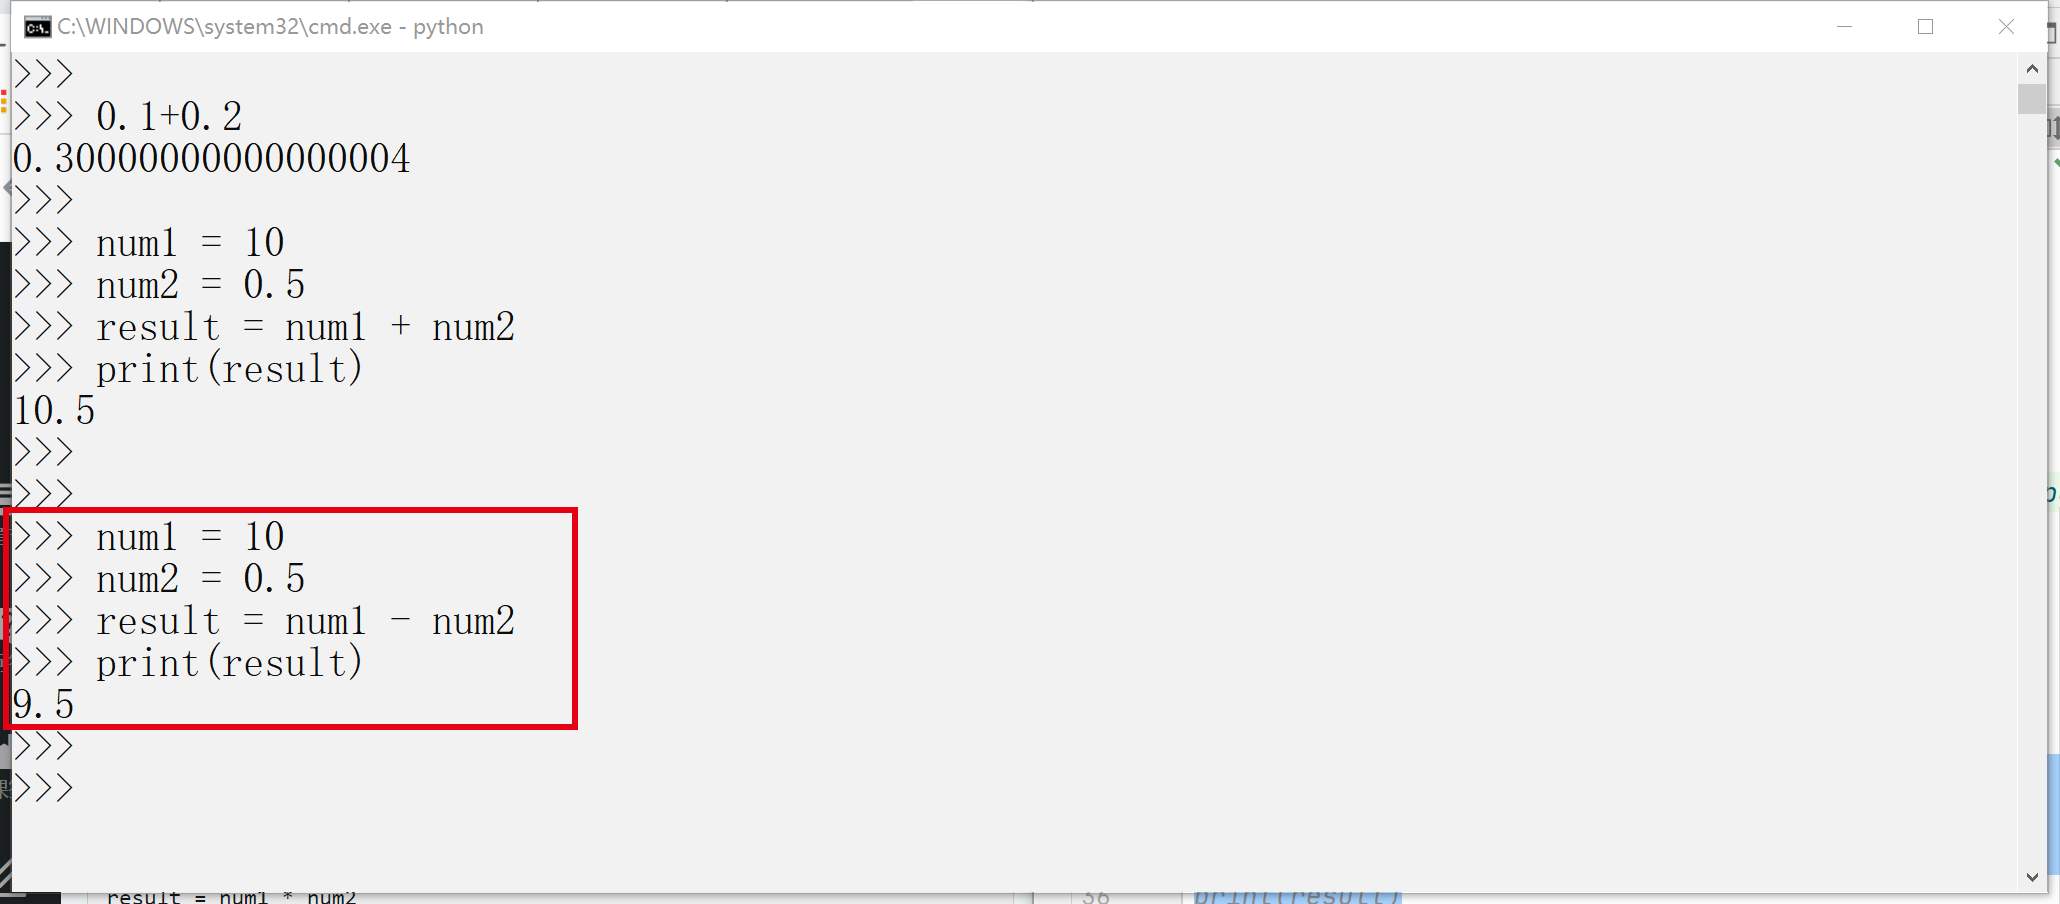 C:\WINDOWS\system32\cmd.exe - python
>>>
>>> 0.1+0.2
0.30000000000000004
>>>
>>> num1 = 10
>>> num2 = 0.5
>>> result = num1 + num2
>>> print(result)
10.5
>>>
>>>
>>> num1 = 10
>>> num2 = 0.5
>>> result = num1 - num2
>>> print(result)
9.5
>>>
>>>
result = num1 * num2
36 print(result)